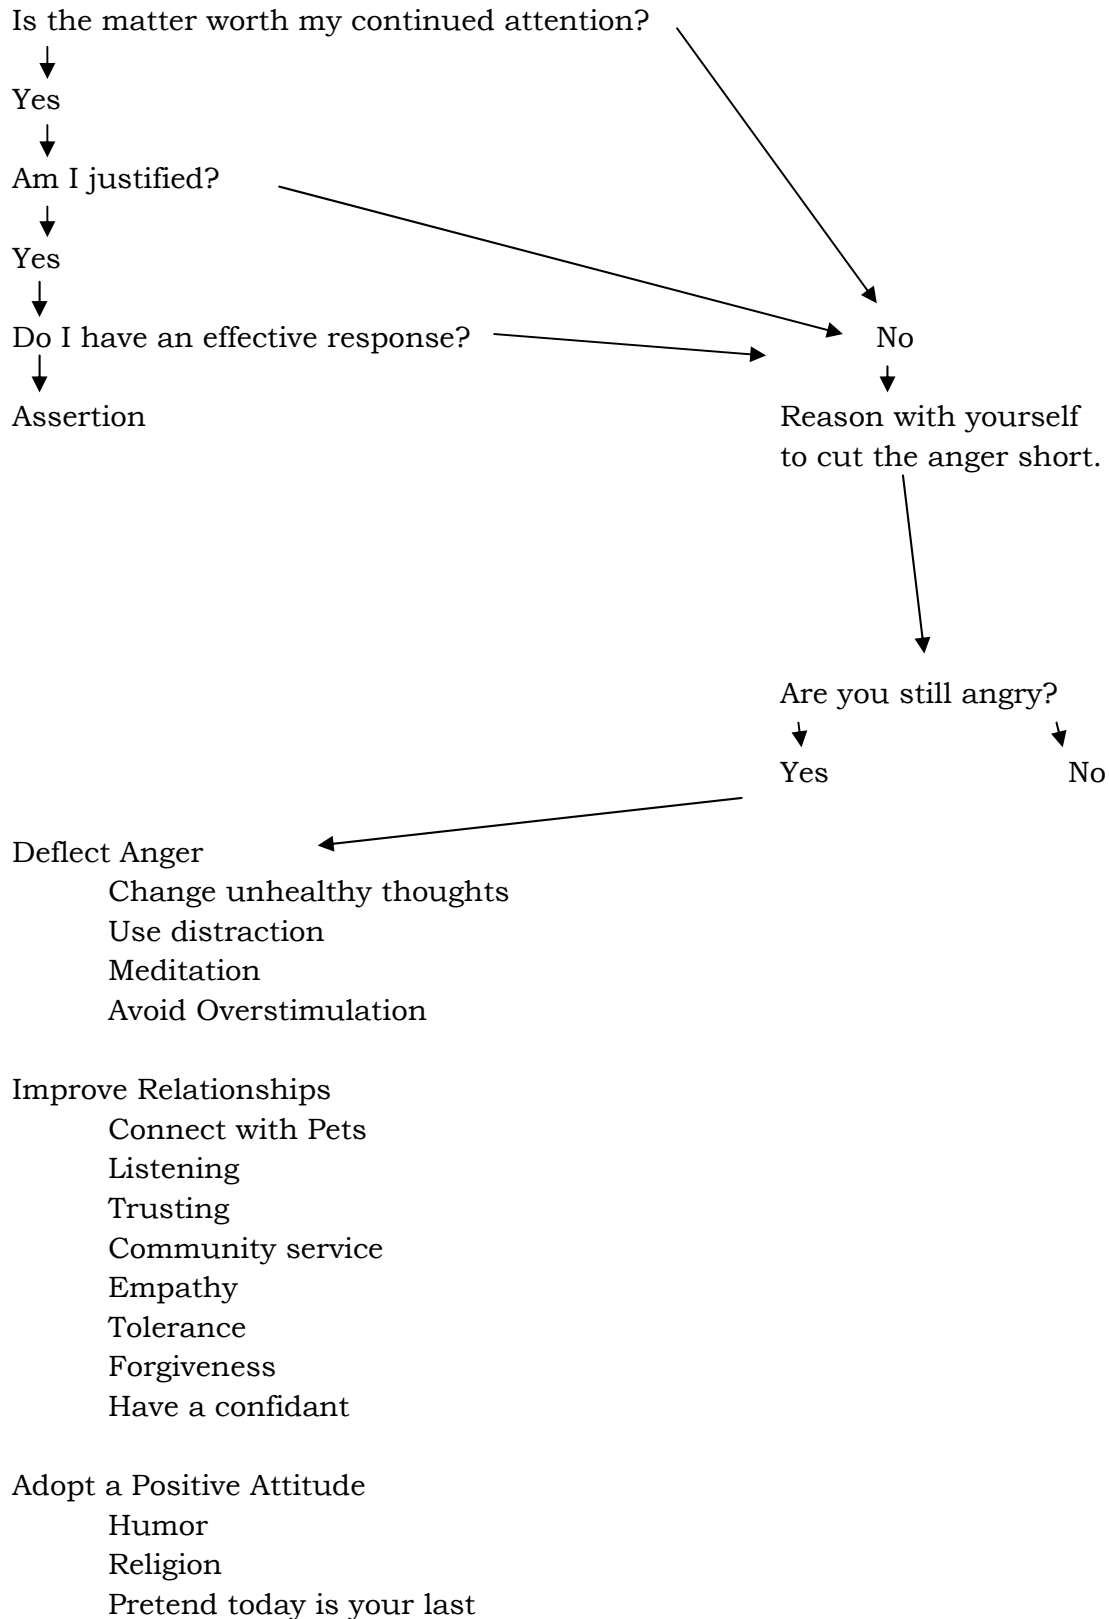 Is the matter worth my continued attention?
Yes
Am I justified?
Yes
Do I have an effective response? No
Assertion Reason with yourself
to cut the anger short.
Are you still angry?
Yes No
Deflect Anger
Change unhealthy thoughts
Use distraction
Meditation
Avoid Overstimulation
Improve Relationships
Connect with Pets
Listening
Trusting
Community service
Empathy
Tolerance
Forgiveness
Have a confidant
Adopt a Positive Attitude
Humor
Religion
Pretend today is your last